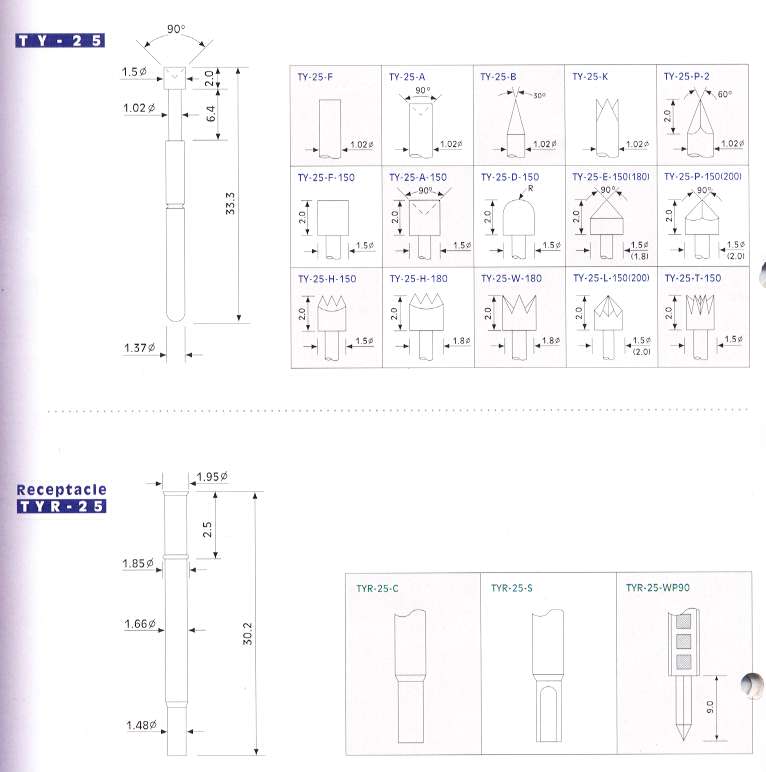 TY-25
90°
1.5ø
2.0
1.02ø
6.4
33.3
1.37ø
TY-25-F
TY-25-A
TY-25-B
TY-25-K
TY-25-P-2
90°
30°
60°
2.0
1.02ø
1.02ø
1.02ø
1.02ø
1.02ø
TY-25-F-150
TY-25-A-150
TY-25-D-150
TY-25-E-150(180)
TY-25-P-150(200)
90°
R
90°
90°
2.0
2.0
2.0
2.0
2.0
1.5ø
1.5ø
1.5ø
1.5ø
(1.8)
1.5ø
(2.0)
TY-25-H-150
TY-25-H-180
TY-25-W-180
TY-25-L-150(200)
TY-25-T-150
2.0
2.0
2.0
2.0
2.0
1.5ø
1.8ø
1.8ø
1.5ø
(2.0)
1.5ø
Receptacle
TYR-25
1.95ø
2.5
1.85ø
1.66ø
30.2
1.48ø
TYR-25-C
TYR-25-S
TYR-25-WP90
9.0